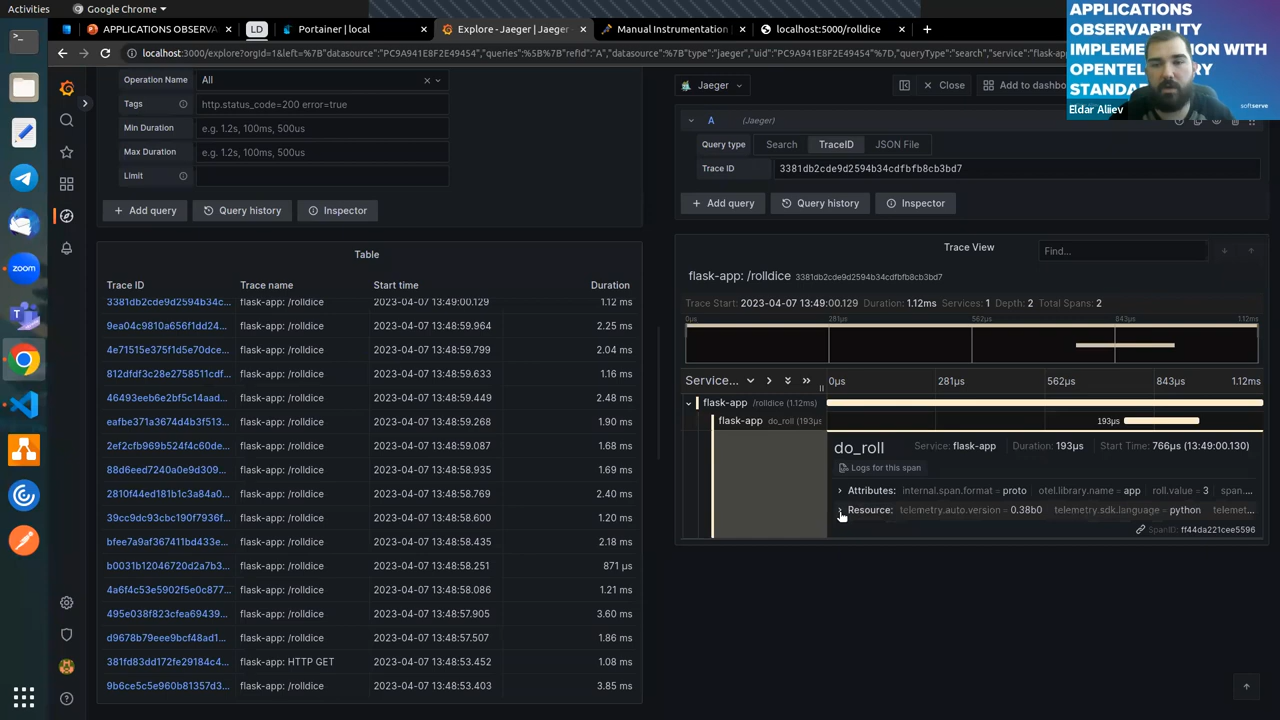 Activities
Google Chrome
APPLICATIONS OBSERVA
LD
Portainer | local
Explore - Jaeger | Jaeger
Manual Instrumentation
localhost:5000/rolldice
localhost:3000/explore?orgId=1&left=%7B"datasource":"PC9A941E8F2E49454","queries":%5B%7B"refId":"A","datasource":%7B"type":"jaeger","uid":"PC9A941E8F2E49454"%7D,"queryType":"search","service":"flask-ap
APPLICATIONS
OBSERVABILITY
WITH
STANDA
Eldar Aliiev
softserve
Operation Name
All
Tags
http.status_code=200 error=true
Min Duration
e.g. 1.2s, 100ms, 500us
Max Duration
e.g. 1.2s, 100ms, 500us
Limit
+ Add query
Query history
Inspector
Table
Trace ID Trace name Start time Duration
3381db2cde9d2594b34c... flask-app: /rolldice 2023-04-07 13:49:00.129 1.12 ms
9ea04c9810a656f1dd24... flask-app: /rolldice 2023-04-07 13:48:59.964 2.25 ms
4e71515e375f1d5e70dce... flask-app: /rolldice 2023-04-07 13:48:59.799 2.04 ms
812dfdf3c28e2758511cdf... flask-app: /rolldice 2023-04-07 13:48:59.633 1.16 ms
46493eeb6e2bf5c14aad... flask-app: /rolldice 2023-04-07 13:48:59.449 2.48 ms
eafbe371a3674d4b3f513... flask-app: /rolldice 2023-04-07 13:48:59.268 1.90 ms
2ef2cfb969b524f4c60de... flask-app: /rolldice 2023-04-07 13:48:59.087 1.68 ms
88d6eed7240a0e9d309... flask-app: /rolldice 2023-04-07 13:48:58.935 1.69 ms
2810f44ed181b1c3a84a0... flask-app: /rolldice 2023-04-07 13:48:58.769 2.40 ms
39cc9dc93cbc190f7936f... flask-app: /rolldice 2023-04-07 13:48:58.600 1.20 ms
bfee7a9af367411bd433e... flask-app: /rolldice 2023-04-07 13:48:58.435 2.18 ms
b0031b12046720d2a7b3... flask-app: /rolldice 2023-04-07 13:48:58.251 871 µs
4a6f4c53e5902f5e0c877... flask-app: /rolldice 2023-04-07 13:48:58.086 1.21 ms
495e038f823cfea69439... flask-app: /rolldice 2023-04-07 13:48:57.905 3.60 ms
d9678b79eee9bcf48ad1... flask-app: /rolldice 2023-04-07 13:48:57.507 1.86 ms
381fd83dd172fe29184c4... flask-app: HTTP GET 2023-04-07 13:48:53.452 1.08 ms
9b6ce5c5e960b81357d3... flask-app: /rolldice 2023-04-07 13:48:53.403 3.85 ms
Jaeger
Close
Add to dashbo
A (Jaeger)
Query type Search TraceID JSON File
Trace ID 3381db2cde9d2594b34cdfbfb8cb3bd7
+ Add query
Query history
Inspector
Trace View
Find...
flask-app: /rolldice 3381db2cde9d2594b34cdfbfb8cb3bd7
Trace Start: 2023-04-07 13:49:00.129 Duration: 1.12ms Services: 1 Depth: 2 Total Spans: 2
0µs 281µs 562µs 843µs 1.12ms
Service... 0µs 281µs 562µs 843µs 1.12ms
flask-app /rolldice (1.12ms)
flask-app do_roll (193µs 193µs
do_roll Service: flask-app Duration: 193µs Start Time: 766µs (13:49:00.130)
Logs for this span
Attributes: internal.span.format = proto otel.library.name = app roll.value = 3 span....
Resource: telemetry.auto.version = 0.38b0 telemetry.sdk.language = python telemet...
SpanID: ff44da221cee5596